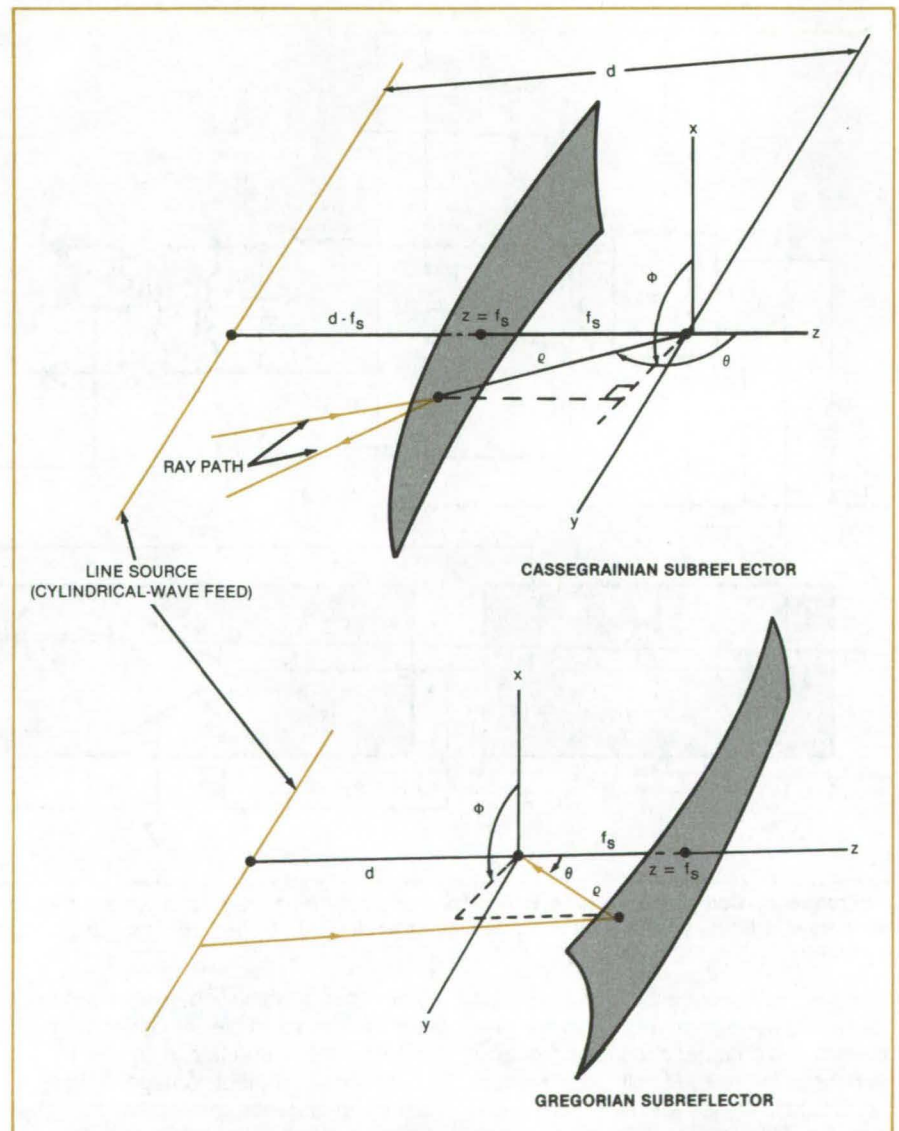 d
x
Φ
d - fₛ
z = fₛ
fₛ
z
ϱ
θ
RAY PATH
y
CASSEGRAINIAN SUBREFLECTOR
LINE SOURCE
(CYLINDRICAL-WAVE FEED)
x
Φ
fₛ
z
d
θ
z = fₛ
ϱ
y
GREGORIAN SUBREFLECTOR